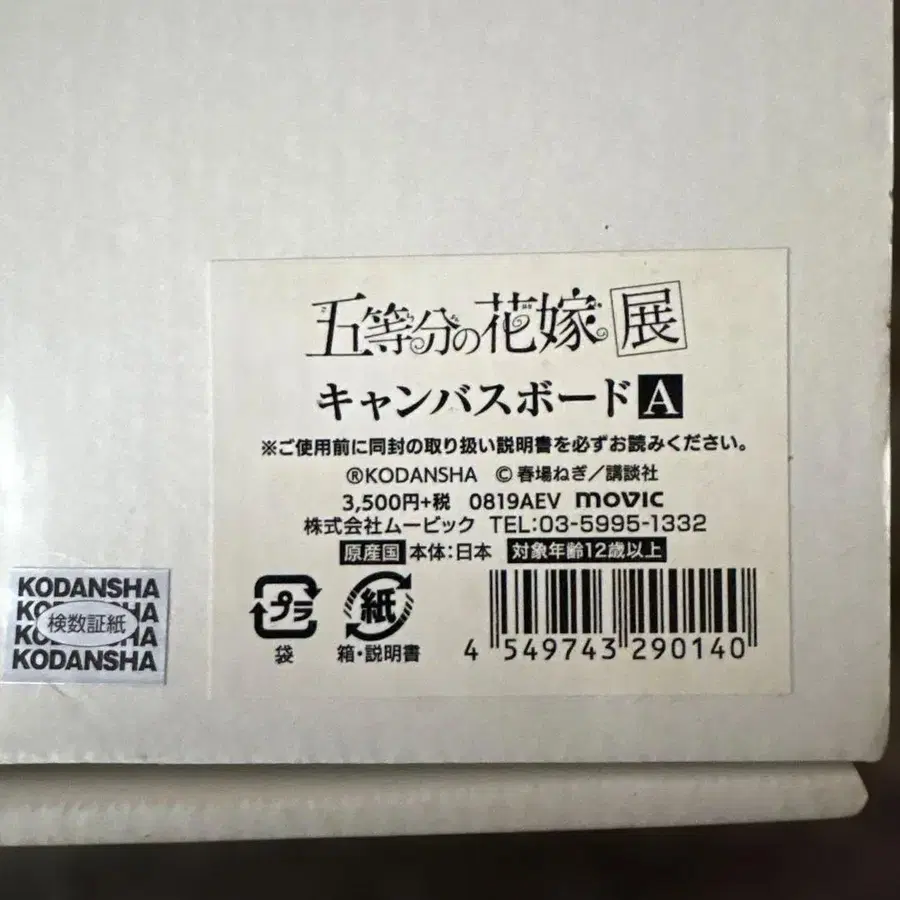 五等分の花嫁 展
キャンバスボード A
※ご使用前に同封の取り扱い説明書を必ずお読みください。
®KODANSHA ©春場ねぎ/講談社
3,500円+税 0819AEV movic
株式会社ムービック TEL:03-5995-1332
原産国 本体:日本 対象年齢12歳以上
プラ
袋
紙
箱・説明書
4 549743 290140
KODANSHA
検数証紙
KODANSHA